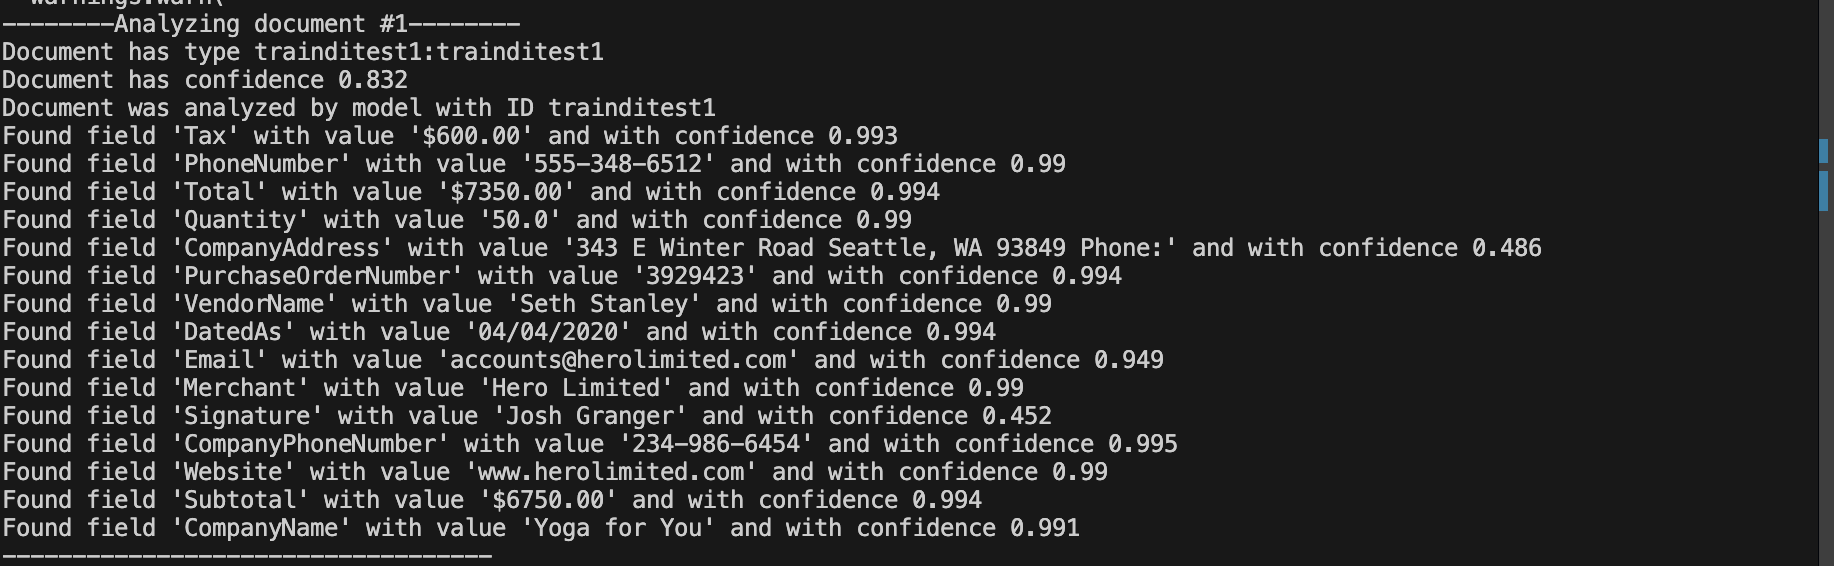 warnings.warn(
--------Analyzing document #1--------
Document has type trainditest1:trainditest1
Document has confidence 0.832
Document was analyzed by model with ID trainditest1
Found field 'Tax' with value '$600.00' and with confidence 0.993
Found field 'PhoneNumber' with value '555-348-6512' and with confidence 0.99
Found field 'Total' with value '$7350.00' and with confidence 0.994
Found field 'Quantity' with value '50.0' and with confidence 0.99
Found field 'CompanyAddress' with value '343 E Winter Road Seattle, WA 93849 Phone:' and with confidence 0.486
Found field 'PurchaseOrderNumber' with value '3929423' and with confidence 0.994
Found field 'VendorName' with value 'Seth Stanley' and with confidence 0.99
Found field 'DatedAs' with value '04/04/2020' and with confidence 0.994
Found field 'Email' with value 'accounts@herolimited.com' and with confidence 0.949
Found field 'Merchant' with value 'Hero Limited' and with confidence 0.99
Found field 'Signature' with value 'Josh Granger' and with confidence 0.452
Found field 'CompanyPhoneNumber' with value '234-986-6454' and with confidence 0.995
Found field 'Website' with value 'www.herolimited.com' and with confidence 0.99
Found field 'Subtotal' with value '$6750.00' and with confidence 0.994
Found field 'CompanyName' with value 'Yoga for You' and with confidence 0.991
-----------------------------------